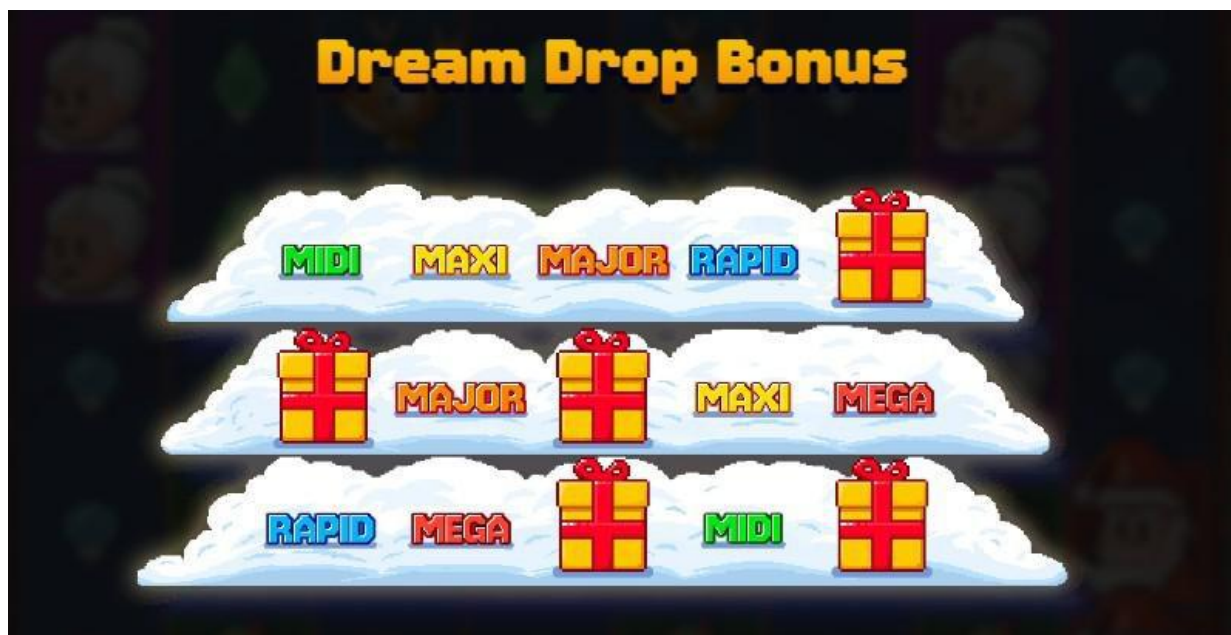 Dream Drop Bonus
MIDI MAXI MAJOR RAPID
MAJOR MAXI MEGA
RAPID MEGA MIDI